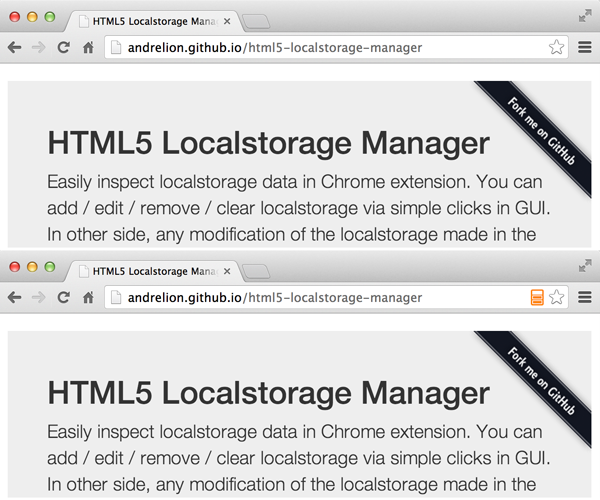 HTML5 Localstorage Mana
andrelion.github.io/html5-localstorage-manager
Fork me on GitHub
HTML5 Localstorage Manager
Easily inspect localstorage data in Chrome extension. You can
add / edit / remove / clear localstorage via simple clicks in GUI.
In other side, any modification of the localstorage made in the
HTML5 Localstorage Mana
andrelion.github.io/html5-localstorage-manager
Fork me on GitHub
HTML5 Localstorage Manager
Easily inspect localstorage data in Chrome extension. You can
add / edit / remove / clear localstorage via simple clicks in GUI.
In other side, any modification of the localstorage made in the